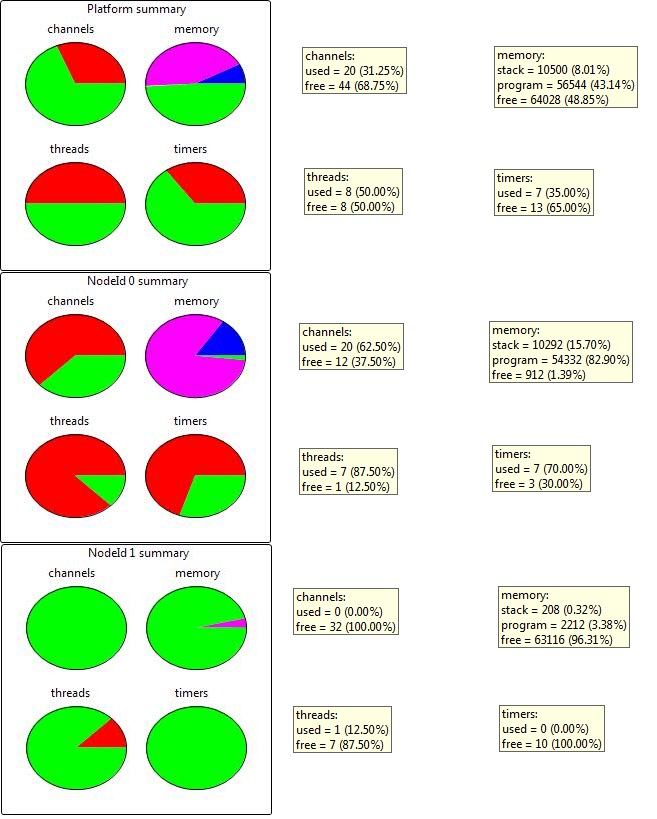 Platform summary
channels
memory
threads
timers
channels:
used = 20 (31.25%)
free = 44 (68.75%)
memory:
stack = 10500 (8.01%)
program = 56544 (43.14%)
free = 64028 (48.85%)
threads:
used = 8 (50.00%)
free = 8 (50.00%)
timers:
used = 7 (35.00%)
free = 13 (65.00%)
NodeId 0 summary
channels
memory
threads
timers
channels:
used = 20 (62.50%)
free = 12 (37.50%)
memory:
stack = 10292 (15.70%)
program = 54332 (82.90%)
free = 912 (1.39%)
threads:
used = 7 (87.50%)
free = 1 (12.50%)
timers:
used = 7 (70.00%)
free = 3 (30.00%)
NodeId 1 summary
channels
memory
threads
timers
channels:
used = 0 (0.00%)
free = 32 (100.00%)
memory:
stack = 208 (0.32%)
program = 2212 (3.38%)
free = 63116 (96.31%)
threads:
used = 1 (12.50%)
free = 7 (87.50%)
timers:
used = 0 (0.00%)
free = 10 (100.00%)